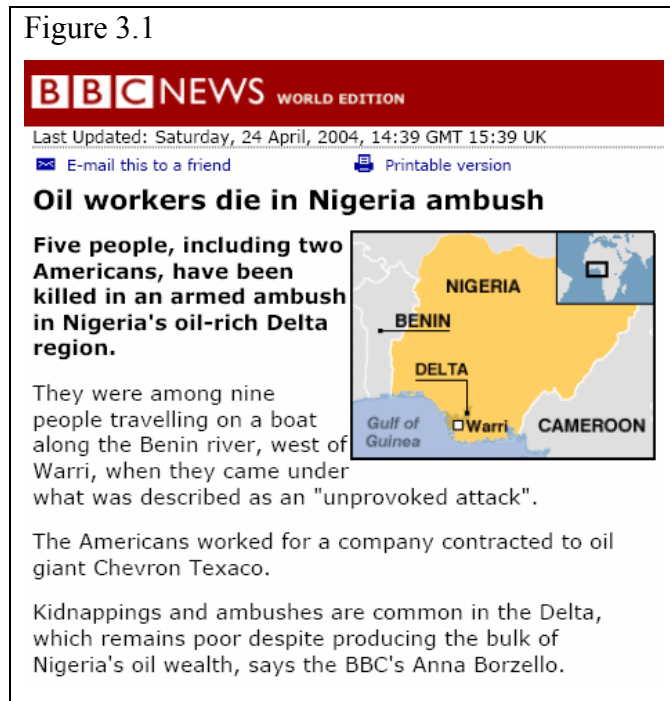 Figure 3.1
BBC NEWS WORLD EDITION
Last Updated: Saturday, 24 April, 2004, 14:39 GMT 15:39 UK
E-mail this to a friend
Printable version
Oil workers die in Nigeria ambush
Five people, including two
Americans, have been
killed in an armed ambush
in Nigeria's oil-rich Delta
region.
NIGERIA
BENIN
DELTA
Gulf of
Guinea
Warri
CAMEROON
They were among nine
people travelling on a boat
along the Benin river, west of
Warri, when they came under
what was described as an "unprovoked attack".
The Americans worked for a company contracted to oil
giant Chevron Texaco.
Kidnappings and ambushes are common in the Delta,
which remains poor despite producing the bulk of
Nigeria's oil wealth, says the BBC's Anna Borzello.